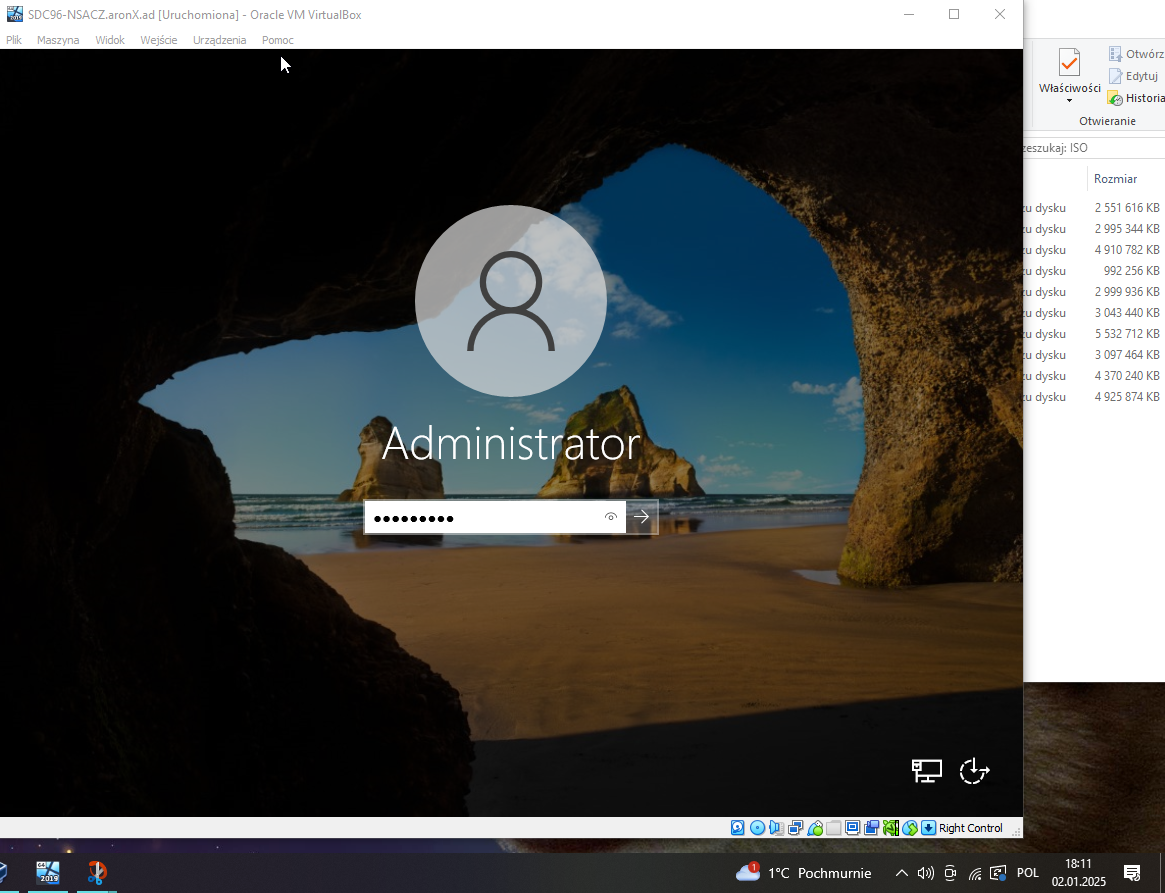 SDC96-NSACZ.aronX.ad [Uruchomiona] - Oracle VM VirtualBox
Plik Maszyna Widok Wejście Urządzenia Pomoc
Otwórz
Edytuj
Właściwości
Historia
Otwieranie
zeszukaj: ISO
Rozmiar
zu dysku 2 551 616 KB
zu dysku 2 995 344 KB
zu dysku 4 910 782 KB
zu dysku 992 256 KB
zu dysku 2 999 936 KB
zu dysku 3 043 440 KB
zu dysku 5 532 712 KB
zu dysku 3 097 464 KB
zu dysku 4 370 240 KB
zu dysku 4 925 874 KB
Administrator
Right Control
64
2019
1
1°C Pochmurnie
POL
18:11
02.01.2025